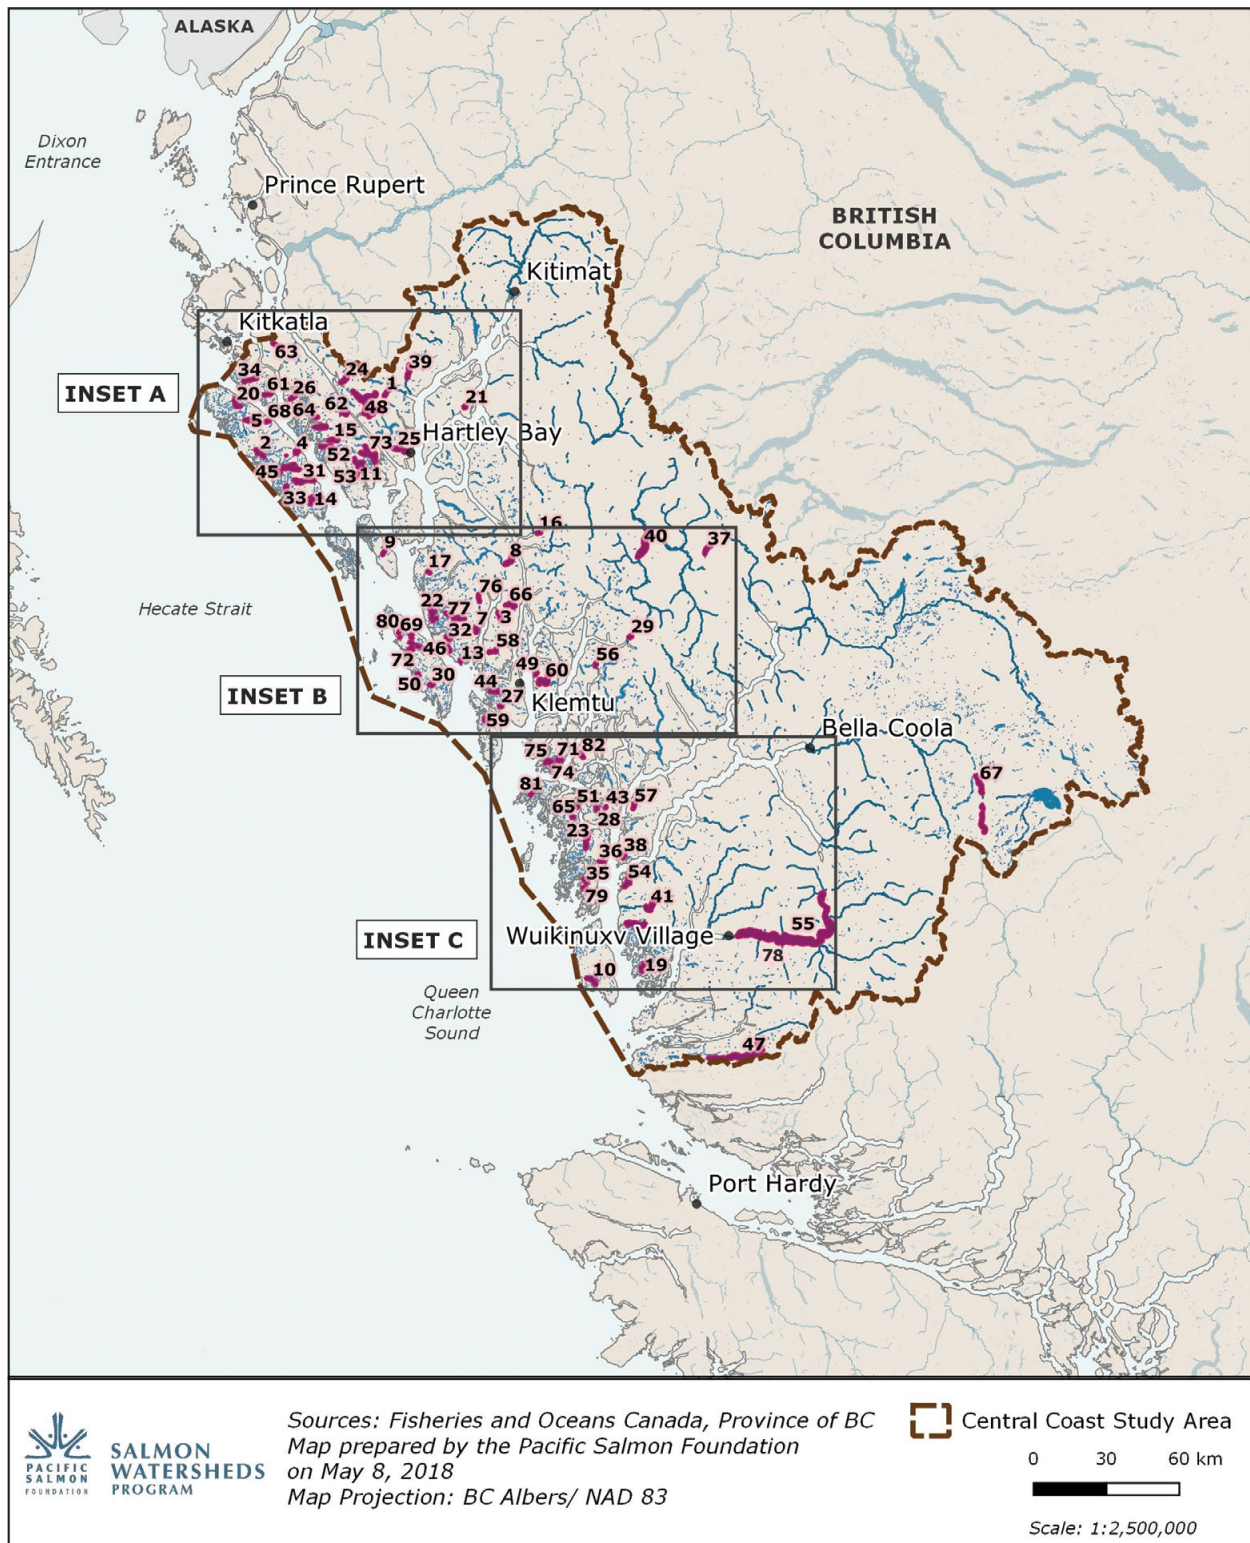 ALASKA
Dixon
Entrance
Prince Rupert
BRITISH
COLUMBIA
Kitimat
Kitkatla
63
INSET A
34
24
39
20
61
26
1
62
48
21
5
68
64
15
73
25
Hartley Bay
2
4
52
45
31
53
11
33
14
16
9
8
40
37
17
Hecate Strait
76
22
77
66
80
69
7
3
29
32
58
72
46
13
49
56
60
50
30
44
INSET B
27
Klemtu
59
Bella Coola
75
71
82
74
67
81
65
51
43
57
23
28
36
38
35
54
79
41
INSET C
Wuikinuxv Village
55
78
10
19
Queen
Charlotte
Sound
47
Port Hardy
PACIFIC
SALMON
FOUNDATION
SALMON
WATERSHEDS
PROGRAM
Sources: Fisheries and Oceans Canada, Province of BC
Map prepared by the Pacific Salmon Foundation
on May 8, 2018
Map Projection: BC Albers/ NAD 83
Central Coast Study Area
0 30 60 km
Scale: 1:2,500,000